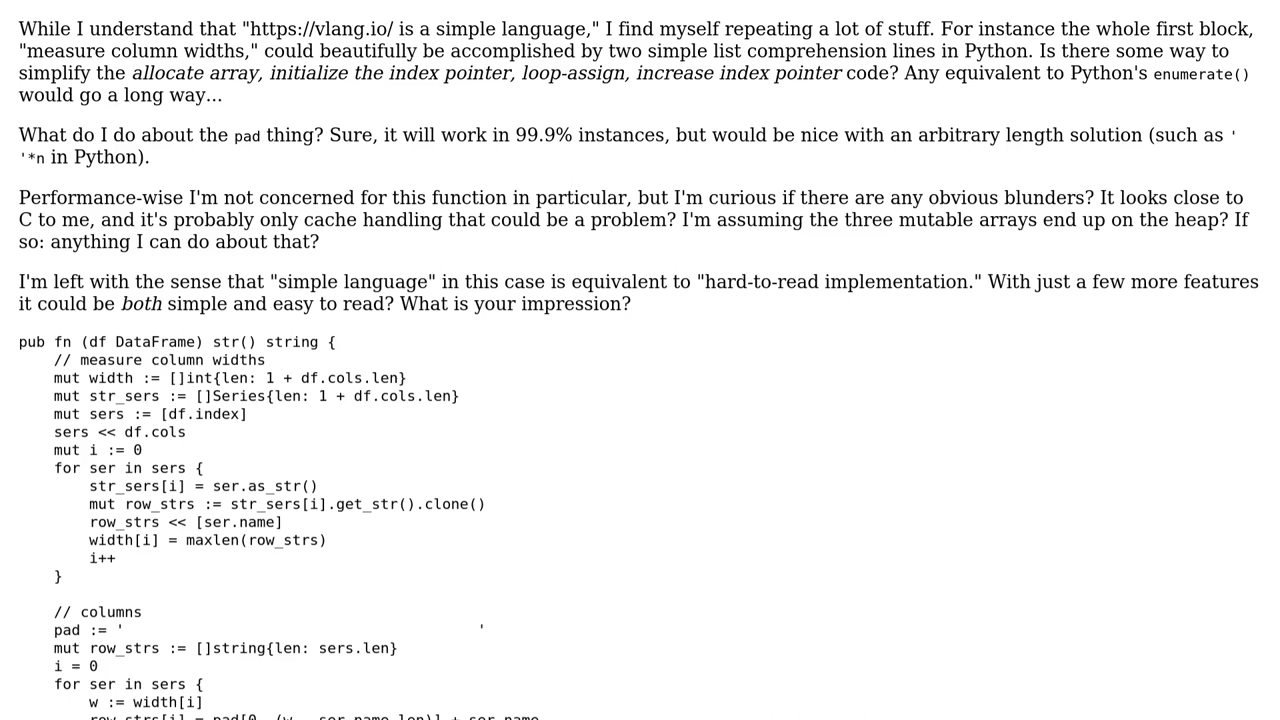 While I understand that "https://vlang.io/ is a simple language," I find myself repeating a lot of stuff. For instance the whole first block,
"measure column widths," could beautifully be accomplished by two simple list comprehension lines in Python. Is there some way to
simplify the allocate array, initialize the index pointer, loop-assign, increase index pointer code? Any equivalent to Python's enumerate()
would go a long way...
What do I do about the pad thing? Sure, it will work in 99.9% instances, but would be nice with an arbitrary length solution (such as '
'*n in Python).
Performance-wise I'm not concerned for this function in particular, but I'm curious if there are any obvious blunders? It looks close to
C to me, and it's probably only cache handling that could be a problem? I'm assuming the three mutable arrays end up on the heap? If
so: anything I can do about that?
I'm left with the sense that "simple language" in this case is equivalent to "hard-to-read implementation." With just a few more features
it could be both simple and easy to read? What is your impression?
pub fn (df DataFrame) str() string {
    // measure column widths
    mut width := []int{len: 1 + df.cols.len}
    mut str_sers := []Series{len: 1 + df.cols.len}
    mut sers := [df.index]
    sers << df.cols
    mut i := 0
    for ser in sers {
        str_sers[i] = ser.as_str()
        mut row_strs := str_sers[i].get_str().clone()
        row_strs << [ser.name]
        width[i] = maxlen(row_strs)
        i++
    }
    // columns
    pad := '                                        '
    mut row_strs := []string{len: sers.len}
    i = 0
    for ser in sers {
        w := width[i]